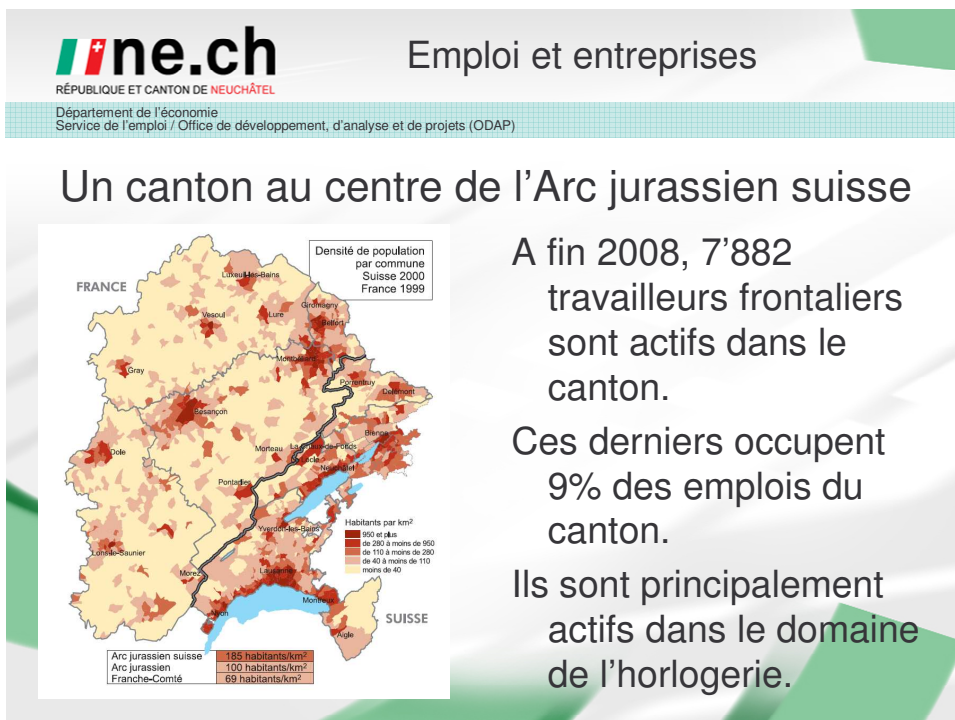 ne.ch
RÉPUBLIQUE ET CANTON DE NEUCHÂTEL
Emploi et entreprises
Département de l'économie
Service de l'emploi / Office de développement, d'analyse et de projets (ODAP)
Un canton au centre de l'Arc jurassien suisse
Densité de population
par commune
Suisse 2000
France 1999
FRANCE
Luxeuil-les-Bains
Giromagny
Vesoul
Lure
Belfort
Montbéliard
Gray
Porrentruy
Delémont
Besançon
Bienne
Dole
Morteau
La Chaux-de-Fonds
Le Locle
Neuchâtel
Pontarlier
Yverdon-les-Bains
Habitants par km²
950 et plus
de 280 à moins de 950
de 110 à moins de 280
de 40 à moins de 110
moins de 40
Lons-le-Saunier
Morez
Lausanne
Montreux
Nyon
SUISSE
Aigle
Arc jurassien suisse 185 habitants/km²
Arc jurassien 100 habitants/km²
Franche-Comté 69 habitants/km²
A fin 2008, 7'882
travailleurs frontaliers
sont actifs dans le
canton.
Ces derniers occupent
9% des emplois du
canton.
Ils sont principalement
actifs dans le domaine
de l'horlogerie.